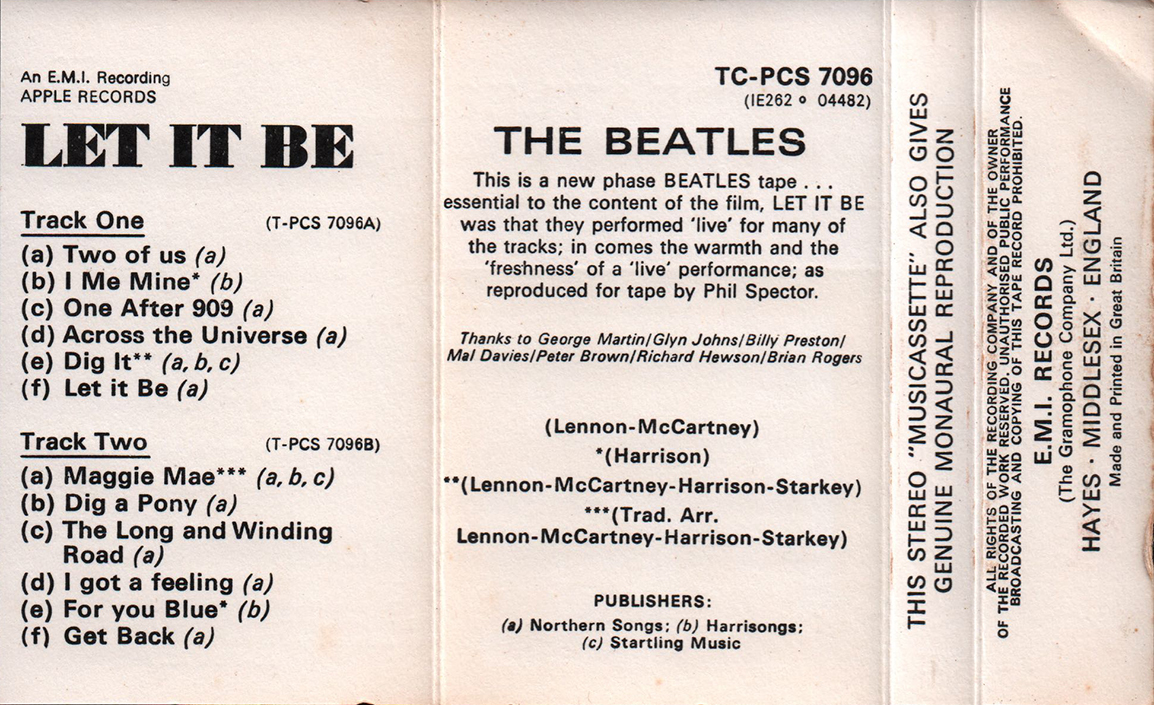 An E.M.I. Recording
APPLE RECORDS
LET IT BE
Track One (T-PCS 7096A)
(a) Two of us (a)
(b) I Me Mine* (b)
(c) One After 909 (a)
(d) Across the Universe (a)
(e) Dig It** (a, b, c)
(f) Let it Be (a)
Track Two (T-PCS 7096B)
(a) Maggie Mae*** (a, b, c)
(b) Dig a Pony (a)
(c) The Long and Winding
Road (a)
(d) I got a feeling (a)
(e) For you Blue* (b)
(f) Get Back (a)
TC-PCS 7096
(IE262 o 04482)
THE BEATLES
This is a new phase BEATLES tape . . .
essential to the content of the film, LET IT BE
was that they performed 'live' for many of
the tracks; in comes the warmth and the
'freshness' of a 'live' performance; as
reproduced for tape by Phil Spector.
Thanks to George Martin/Glyn Johns/Billy Preston/
Mal Davies/Peter Brown/Richard Hewson/Brian Rogers
(Lennon-McCartney)
*(Harrison)
**(Lennon-McCartney-Harrison-Starkey)
***(Trad. Arr.
Lennon-McCartney-Harrison-Starkey)
PUBLISHERS:
(a) Northern Songs; (b) Harrisongs;
(c) Startling Music
THIS STEREO "MUSICASSETTE" ALSO GIVES
GENUINE MONAURAL REPRODUCTION
ALL RIGHTS OF THE RECORDING COMPANY AND OF THE OWNER
OF THE RECORDED WORK RESERVED. UNAUTHORISED PUBLIC PERFORMANCE
BROADCASTING AND COPYING OF THIS TAPE RECORD PROHIBITED.
E.M.I. RECORDS
(The Gramophone Company Ltd.)
HAYES · MIDDLESEX · ENGLAND
Made and Printed in Great Britain